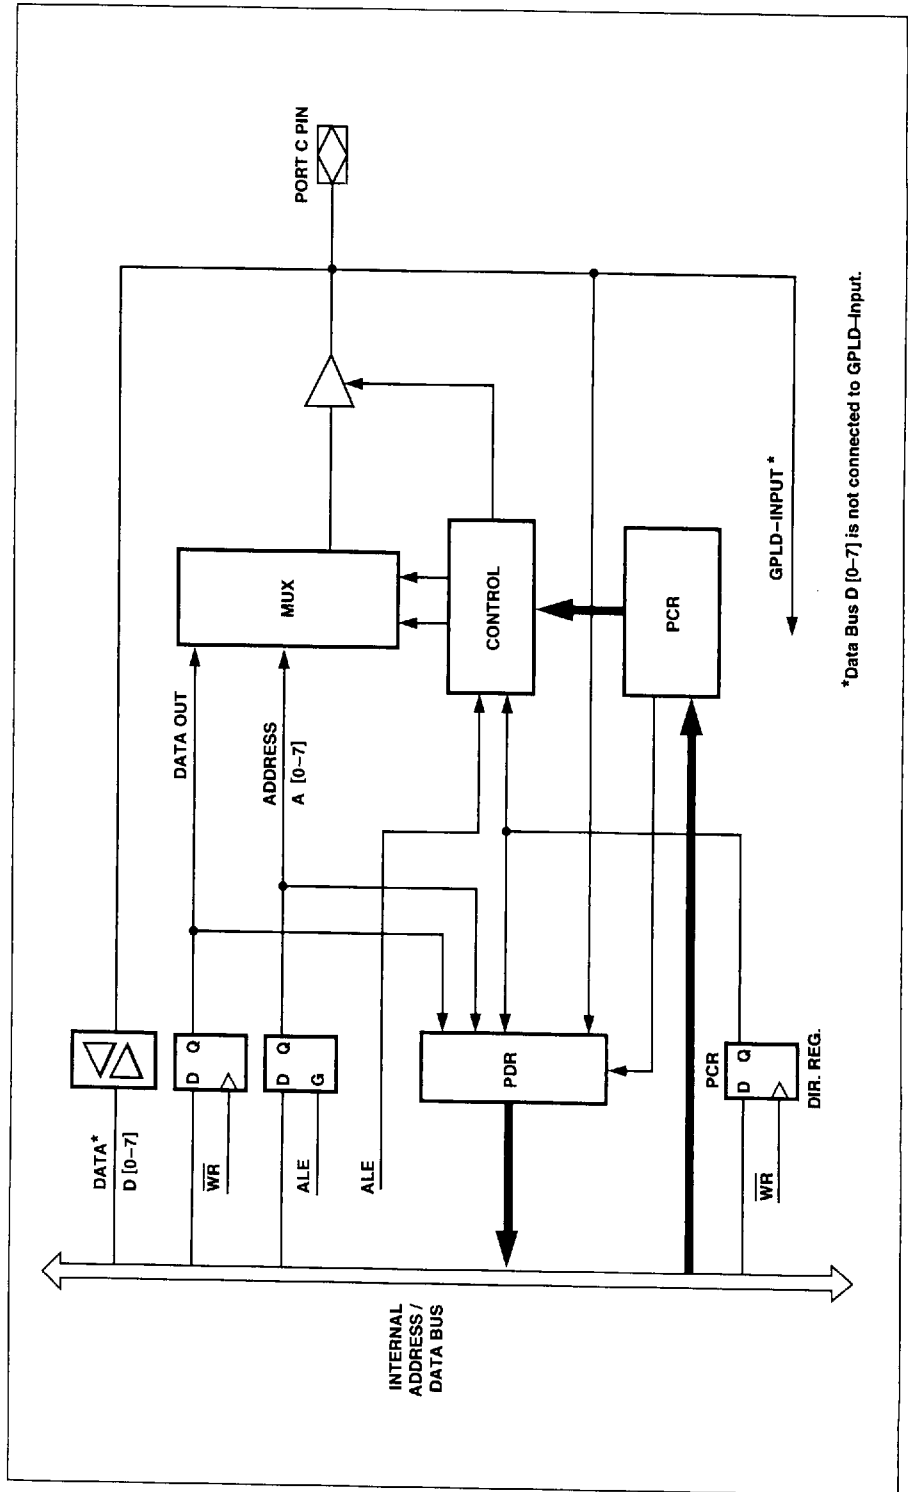 INTERNAL
ADDRESS /
DATA BUS
DATA*
D [0–7]
WR
D Q
ALE
D Q
G
ALE
DATA OUT
ADDRESS
A [0–7]
MUX
PORT C PIN
CONTROL
PDR
PCR
PCR
D Q
DIR. REG.
WR
GPLD–INPUT *
*Data Bus D [0–7] is not connected to GPLD–Input.